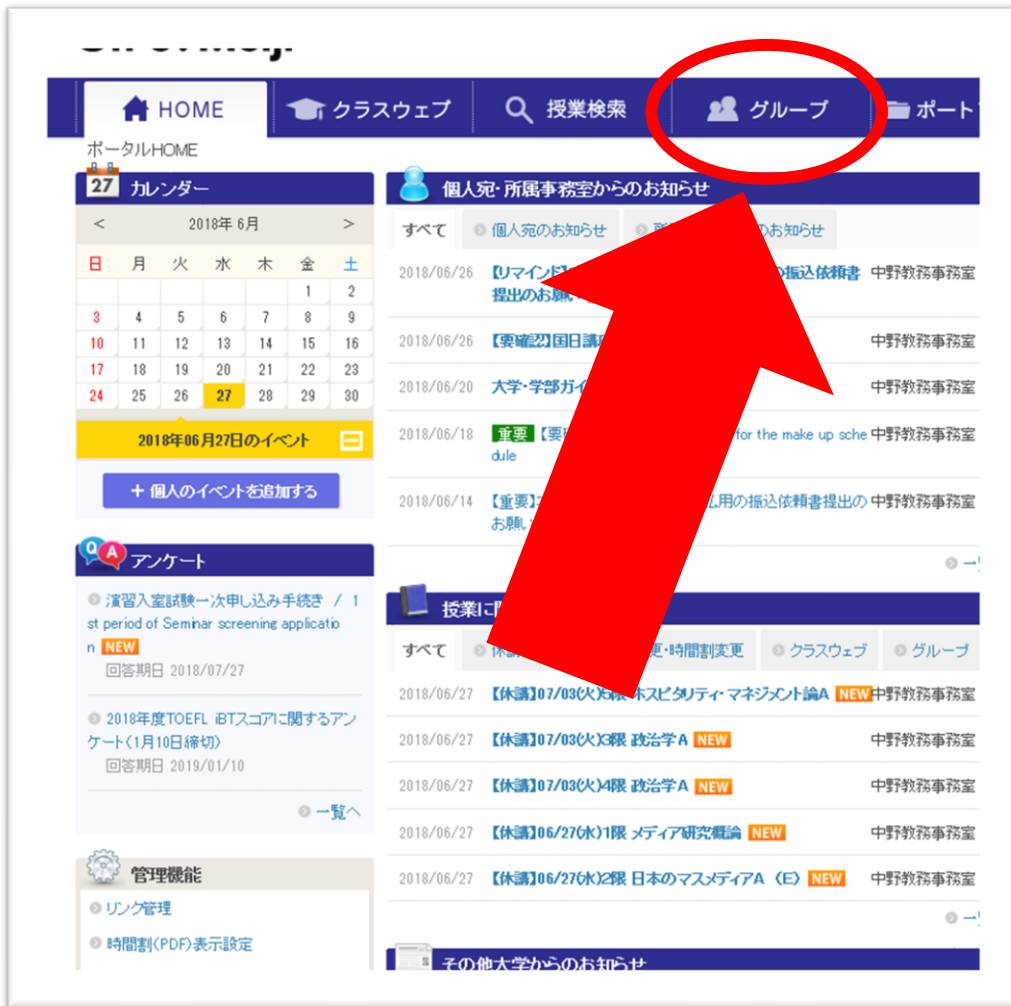 HOME
クラスウェブ
授業検索
グループ
ポート
ポータルHOME
27 カレンダー
< 2018年 6月 >
日 月 火 水 木 金 土
1 2
3 4 5 6 7 8 9
10 11 12 13 14 15 16
17 18 19 20 21 22 23
24 25 26 27 28 29 30
2018年06月27日のイベント
+ 個人のイベントを追加する
アンケート
演習入室試験一次申し込み手続き / 1
st period of Seminar screening applicatio
n NEW
回答期日 2018/07/27
2018年度TOEFL iBTスコアに関するアン
ケート(1月10日締切)
回答期日 2019/01/10
一覧へ
管理機能
リンク管理
時間割(PDF)表示設定
個人宛・所属事務室からのお知らせ
すべて 個人宛のお知らせ のお知らせ
2018/06/26 【リマインド】 の振込依頼書 中野教務事務室
提出のお願い
2018/06/26 【要確認】国日講 中野教務事務室
2018/06/20 大学・学部ガイ 中野教務事務室
2018/06/18 重要 【要 for the make up sche 中野教務事務室
dule
2018/06/14 【重要】 用の振込依頼書提出の 中野教務事務室
お願い
授業に
すべて 更・時間割変更 クラスウェブ グループ
2018/06/27 【休講】07/03(火)5限 ホスピタリティ・マネジメント論A NEW 中野教務事務室
2018/06/27 【休講】07/03(火)3限 政治学A NEW 中野教務事務室
2018/06/27 【休講】07/03(火)4限 政治学A NEW 中野教務事務室
2018/06/27 【休講】06/27(水)1限 メディア研究概論 NEW 中野教務事務室
2018/06/27 【休講】06/27(水)2限 日本のマスメディアA (E) NEW 中野教務事務室
その他大学からのお知らせ